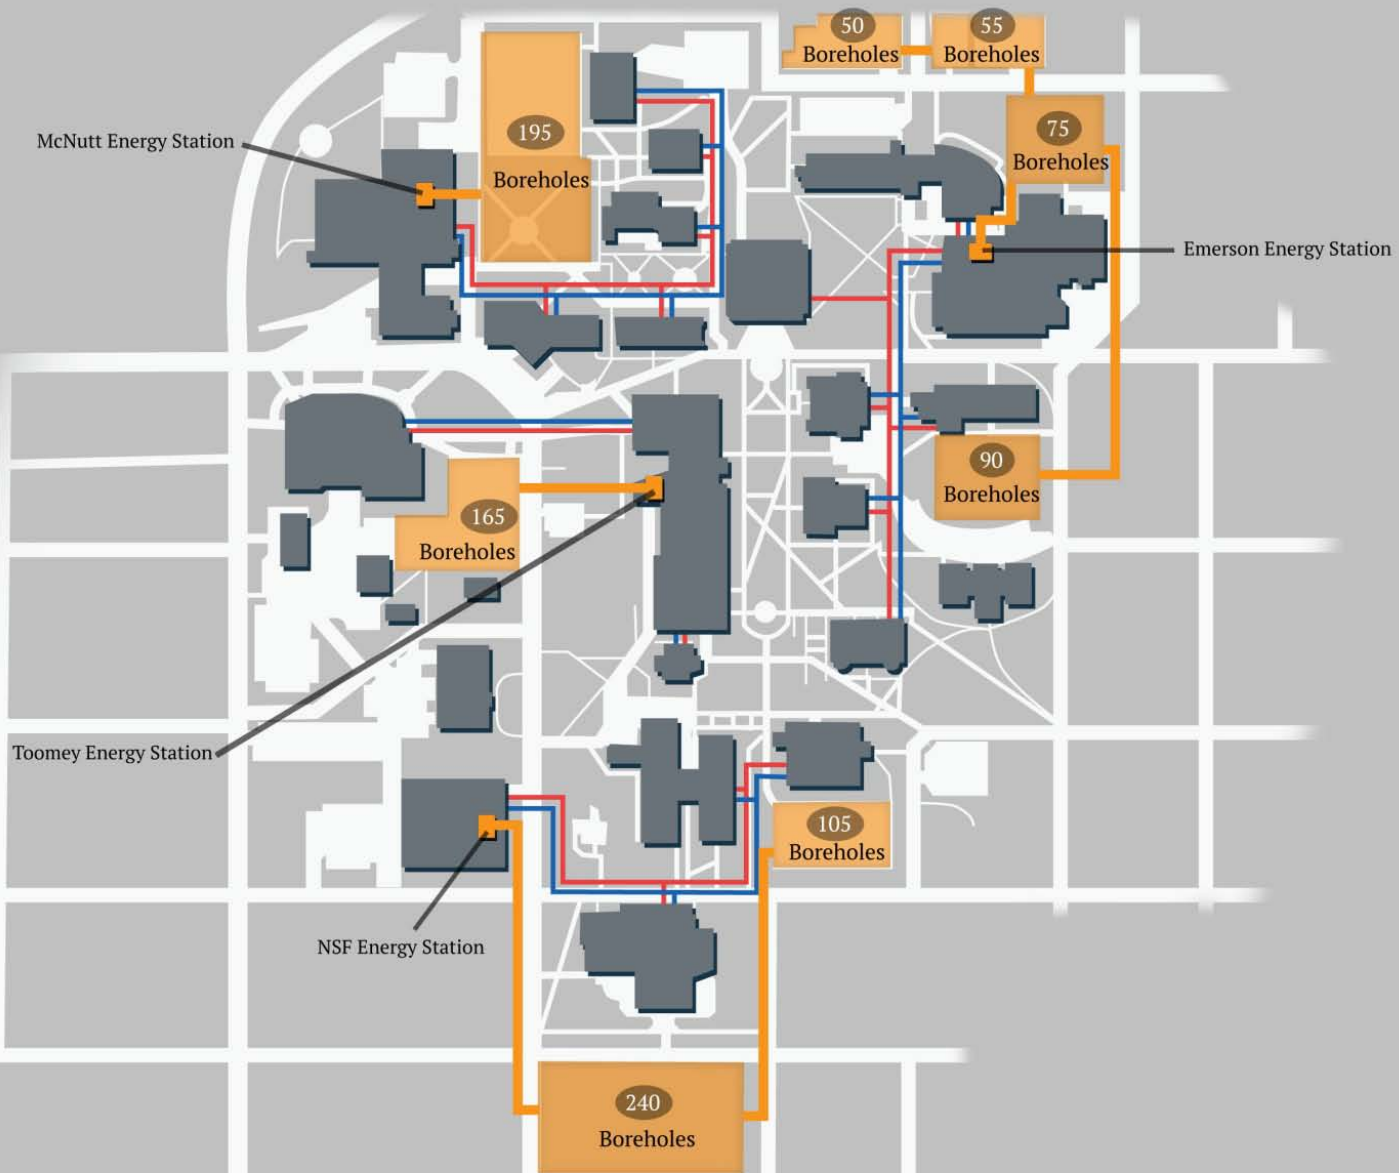 50
Boreholes
55
Boreholes
McNutt Energy Station
195
Boreholes
75
Boreholes
Emerson Energy Station
90
Boreholes
165
Boreholes
Toomey Energy Station
105
Boreholes
NSF Energy Station
240
Boreholes